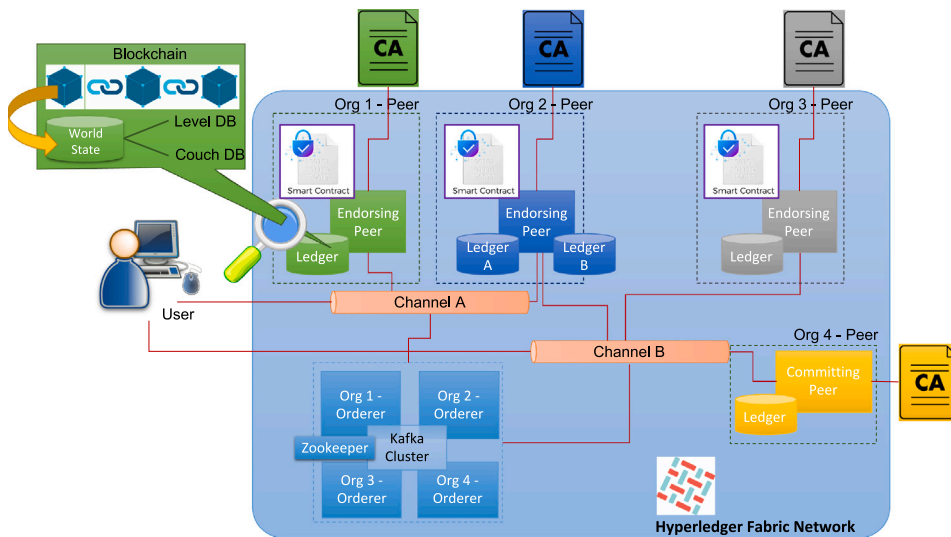 Blockchain
World
State
Level DB
Couch DB
CA
CA
CA
Org 1 - Peer
Org 2 - Peer
Org 3 - Peer
Smart Contract
Smart Contract
Smart Contract
Endorsing
Peer
Ledger
Endorsing
Peer
Ledger
A
Ledger
B
Endorsing
Peer
Ledger
User
Channel A
Channel B
Org 4 - Peer
Committing
Peer
Ledger
CA
Org 1 -
Orderer
Org 2 -
Orderer
Zookeeper
Kafka
Cluster
Org 3 -
Orderer
Org 4 -
Orderer
Hyperledger Fabric Network